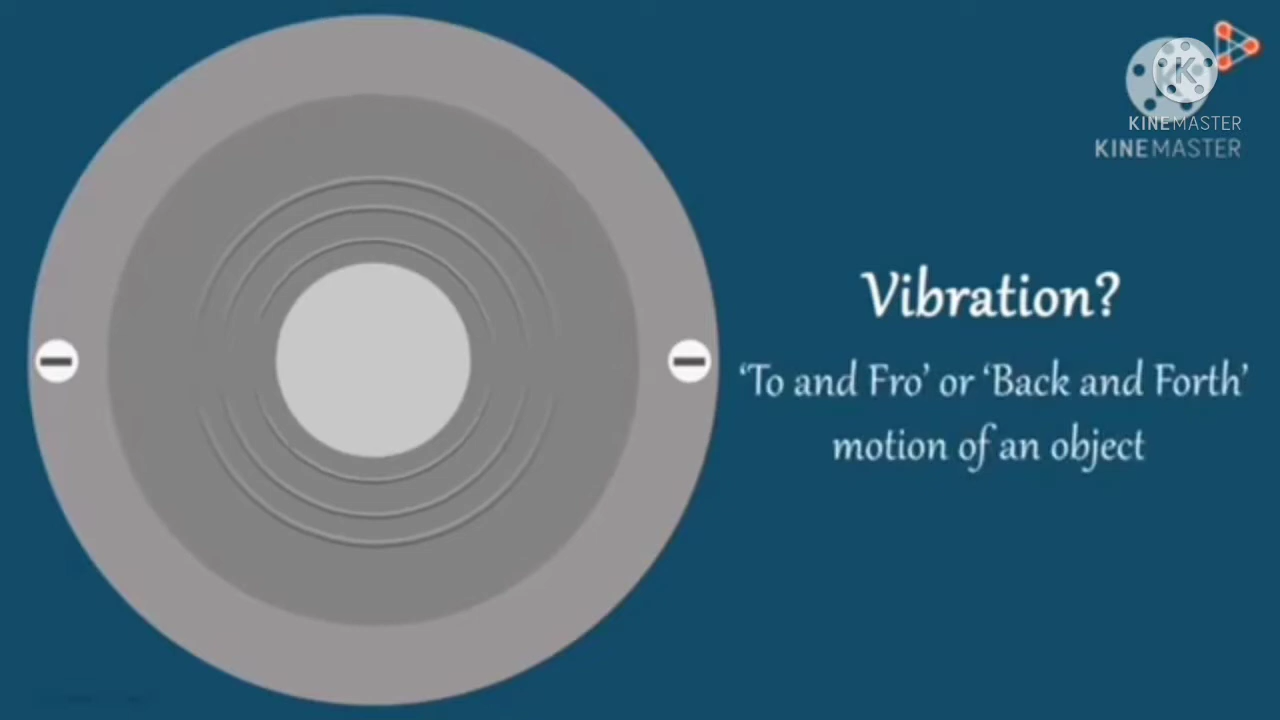 KINEMASTER
KINEMASTER
Vibration?
‘To and Fro’ or ‘Back and Forth’
motion of an object